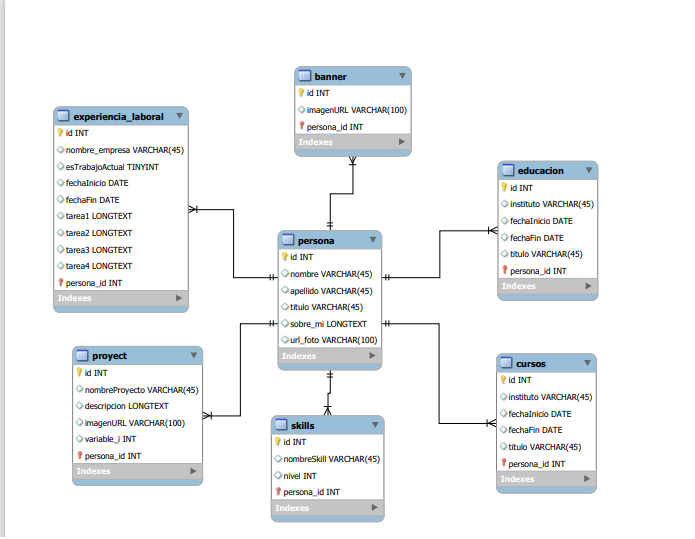 banner
id INT
imagenURL VARCHAR(100)
persona_id INT
Indexes
experiencia_laboral
id INT
nombre_empresa VARCHAR(45)
esTrabajoActual TINYINT
fechaInicio DATE
fechaFin DATE
tarea1 LONGTEXT
tarea2 LONGTEXT
tarea3 LONGTEXT
tarea4 LONGTEXT
persona_id INT
Indexes
educacion
id INT
instituto VARCHAR(45)
fechaInicio DATE
fechaFin DATE
titulo VARCHAR(45)
persona_id INT
Indexes
persona
id INT
nombre VARCHAR(45)
apellido VARCHAR(45)
titulo VARCHAR(45)
sobre_mi LONGTEXT
url_foto VARCHAR(100)
Indexes
proyect
id INT
nombreProyecto VARCHAR(45)
descripcion LONGTEXT
imagenURL VARCHAR(100)
variable_i INT
persona_id INT
Indexes
cursos
id INT
instituto VARCHAR(45)
fechaInicio DATE
fechaFin DATE
titulo VARCHAR(45)
persona_id INT
Indexes
skills
id INT
nombreSkill VARCHAR(45)
nivel INT
persona_id INT
Indexes